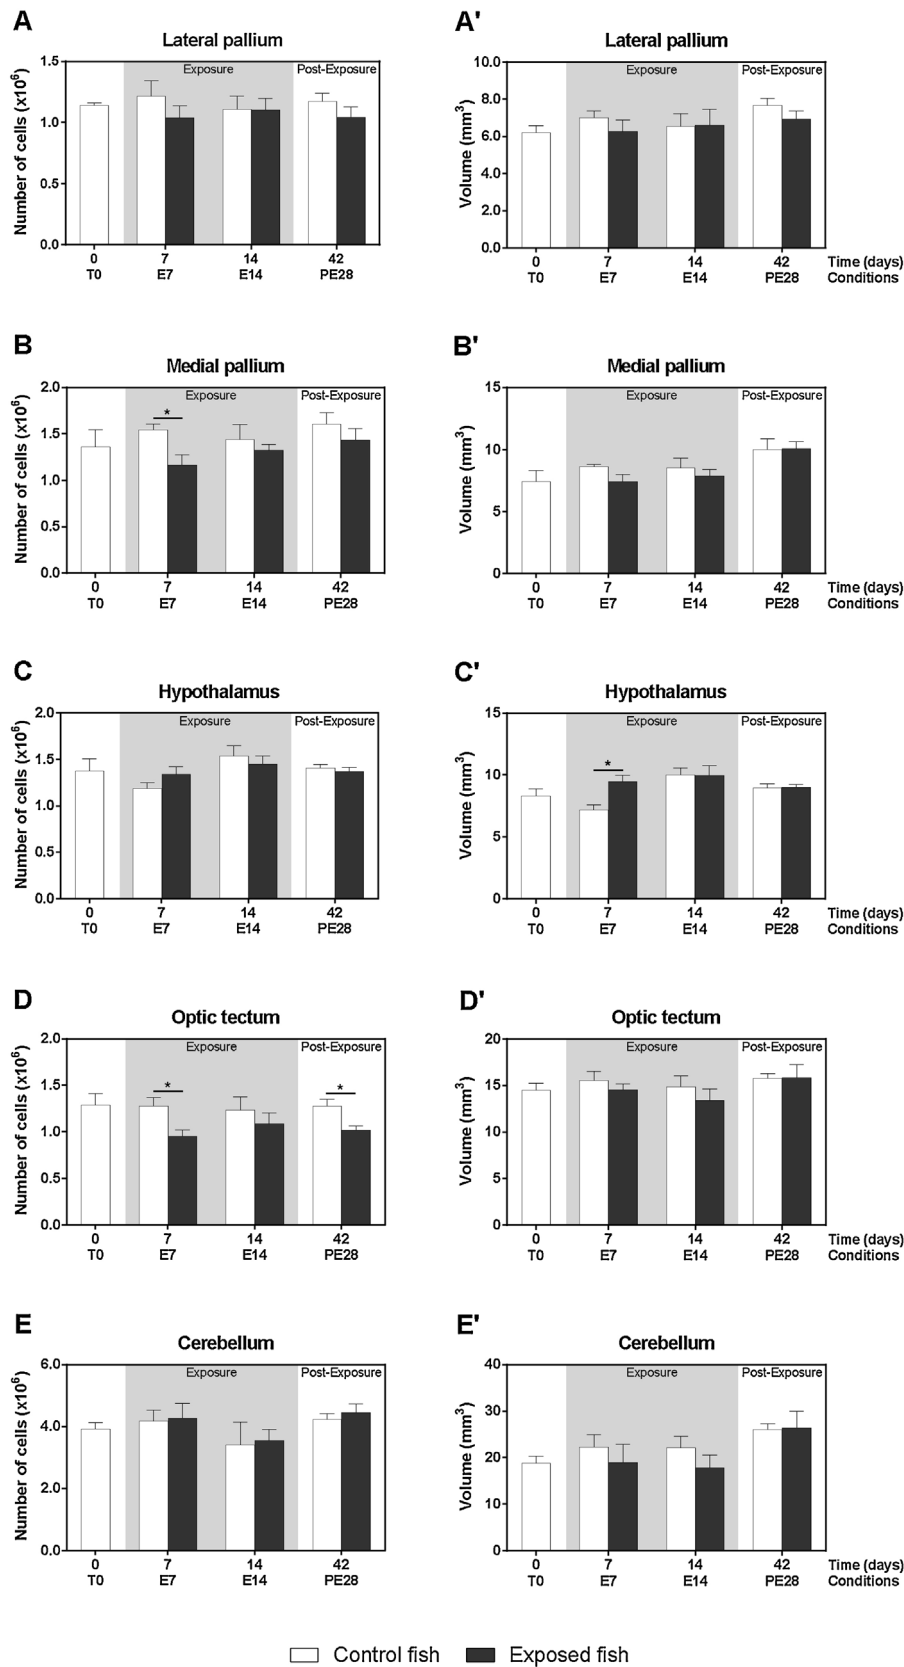 A
Lateral pallium
Number of cells (x10⁶)
1.5
1.0
0.5
0.0
Exposure
Post-Exposure
0 7 14 42
T0 E7 E14 PE28
A'
Lateral pallium
Volume (mm³)
10.0
8.0
6.0
4.0
2.0
0.0
Exposure
Post-Exposure
0 7 14 42 Time (days)
T0 E7 E14 PE28 Conditions
B
Medial pallium
Number of cells (x10⁶)
2.0
1.5
1.0
0.5
0.0
Exposure
Post-Exposure
*
0 7 14 42
T0 E7 E14 PE28
B'
Medial pallium
Volume (mm³)
15
10
5
0
Exposure
Post-Exposure
0 7 14 42 Time (days)
T0 E7 E14 PE28 Conditions
C
Hypothalamus
Number of cells (x10⁶)
2.0
1.5
1.0
0.5
0.0
Exposure
Post-Exposure
0 7 14 42
T0 E7 E14 PE28
C'
Hypothalamus
Volume (mm³)
15
10
5
0
Exposure
Post-Exposure
*
0 7 14 42 Time (days)
T0 E7 E14 PE28 Conditions
D
Optic tectum
Number of cells (x10⁶)
2.0
1.5
1.0
0.5
0.0
Exposure
Post-Exposure
* *
0 7 14 42
T0 E7 E14 PE28
D'
Optic tectum
Volume (mm³)
20
15
10
5
0
Exposure
Post-Exposure
0 7 14 42 Time (days)
T0 E7 E14 PE28 Conditions
E
Cerebellum
Number of cells (x10⁶)
6.0
4.0
2.0
0.0
Exposure
Post-Exposure
0 7 14 42
T0 E7 E14 PE28
E'
Cerebellum
Volume (mm³)
40
30
20
10
0
Exposure
Post-Exposure
0 7 14 42 Time (days)
T0 E7 E14 PE28 Conditions
Control fish Exposed fish